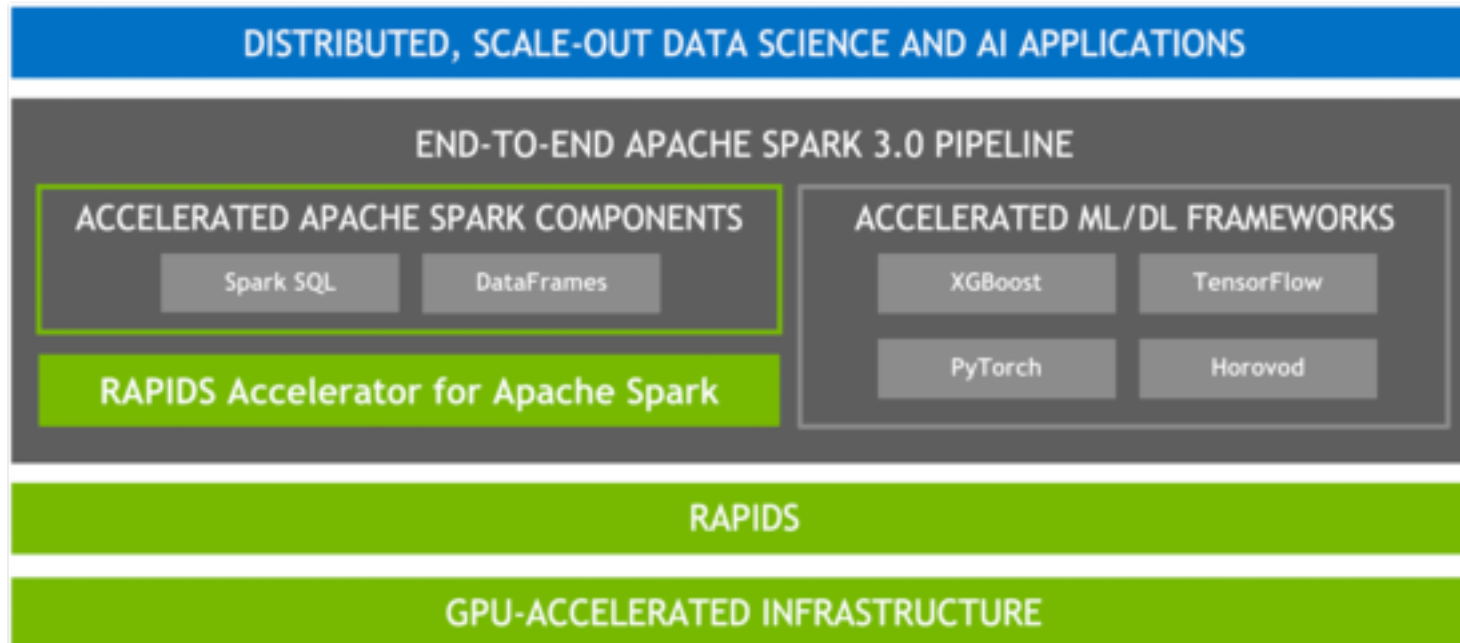 DISTRIBUTED, SCALE-OUT DATA SCIENCE AND AI APPLICATIONS
END-TO-END APACHE SPARK 3.0 PIPELINE
ACCELERATED APACHE SPARK COMPONENTS
Spark SQL
DataFrames
RAPIDS Accelerator for Apache Spark
ACCELERATED ML/DL FRAMEWORKS
XGBoost
TensorFlow
PyTorch
Horovod
RAPIDS
GPU-ACCELERATED INFRASTRUCTURE